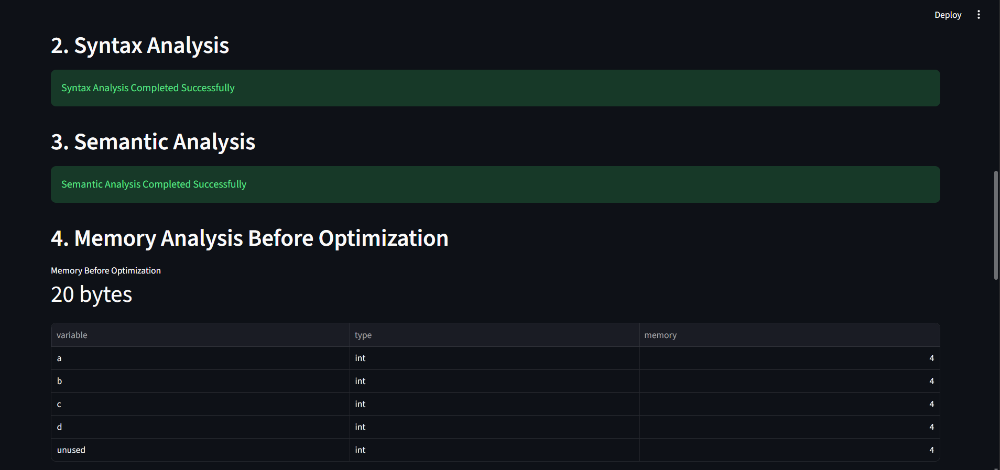 Deploy
2. Syntax Analysis
Syntax Analysis Completed Successfully
3. Semantic Analysis
Semantic Analysis Completed Successfully
4. Memory Analysis Before Optimization
Memory Before Optimization
20 bytes
variable type memory
a int 4
b int 4
c int 4
d int 4
unused int 4